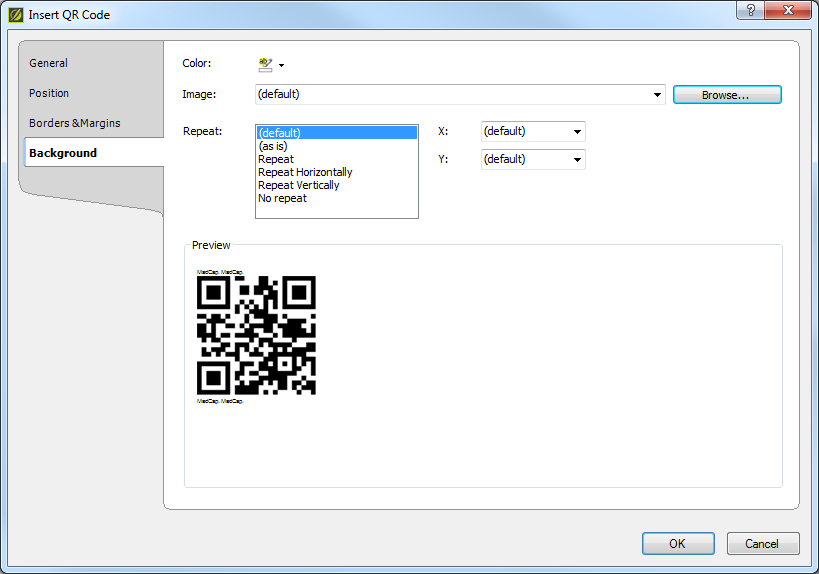 Insert QR Code
General
Position
Borders &Margins
Background
Color:
Image: (default) Browse...
Repeat: (default)
(as is)
Repeat
Repeat Horizontally
Repeat Vertically
No repeat
X: (default)
Y: (default)
Preview
MadCap. MadCap.
MadCap. MadCap.
OK Cancel